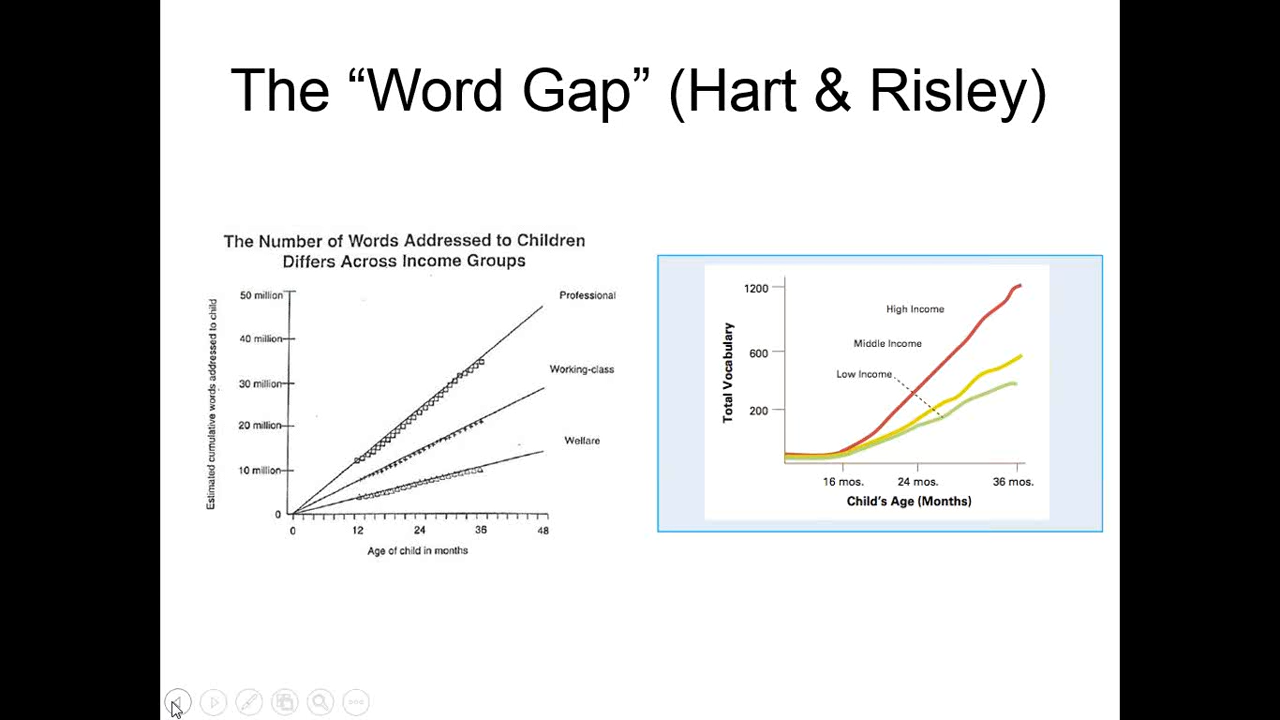 The “Word Gap” (Hart & Risley)
The Number of Words Addressed to Children
Differs Across Income Groups
Estimated cumulative words addressed to child
50 million
40 million
30 million
20 million
10 million
0
Professional
Working-class
Welfare
0 12 24 36 48
Age of child in months
Total Vocabulary
1200
600
200
High Income
Middle Income
Low Income
16 mos. 24 mos. 36 mos.
Child's Age (Months)